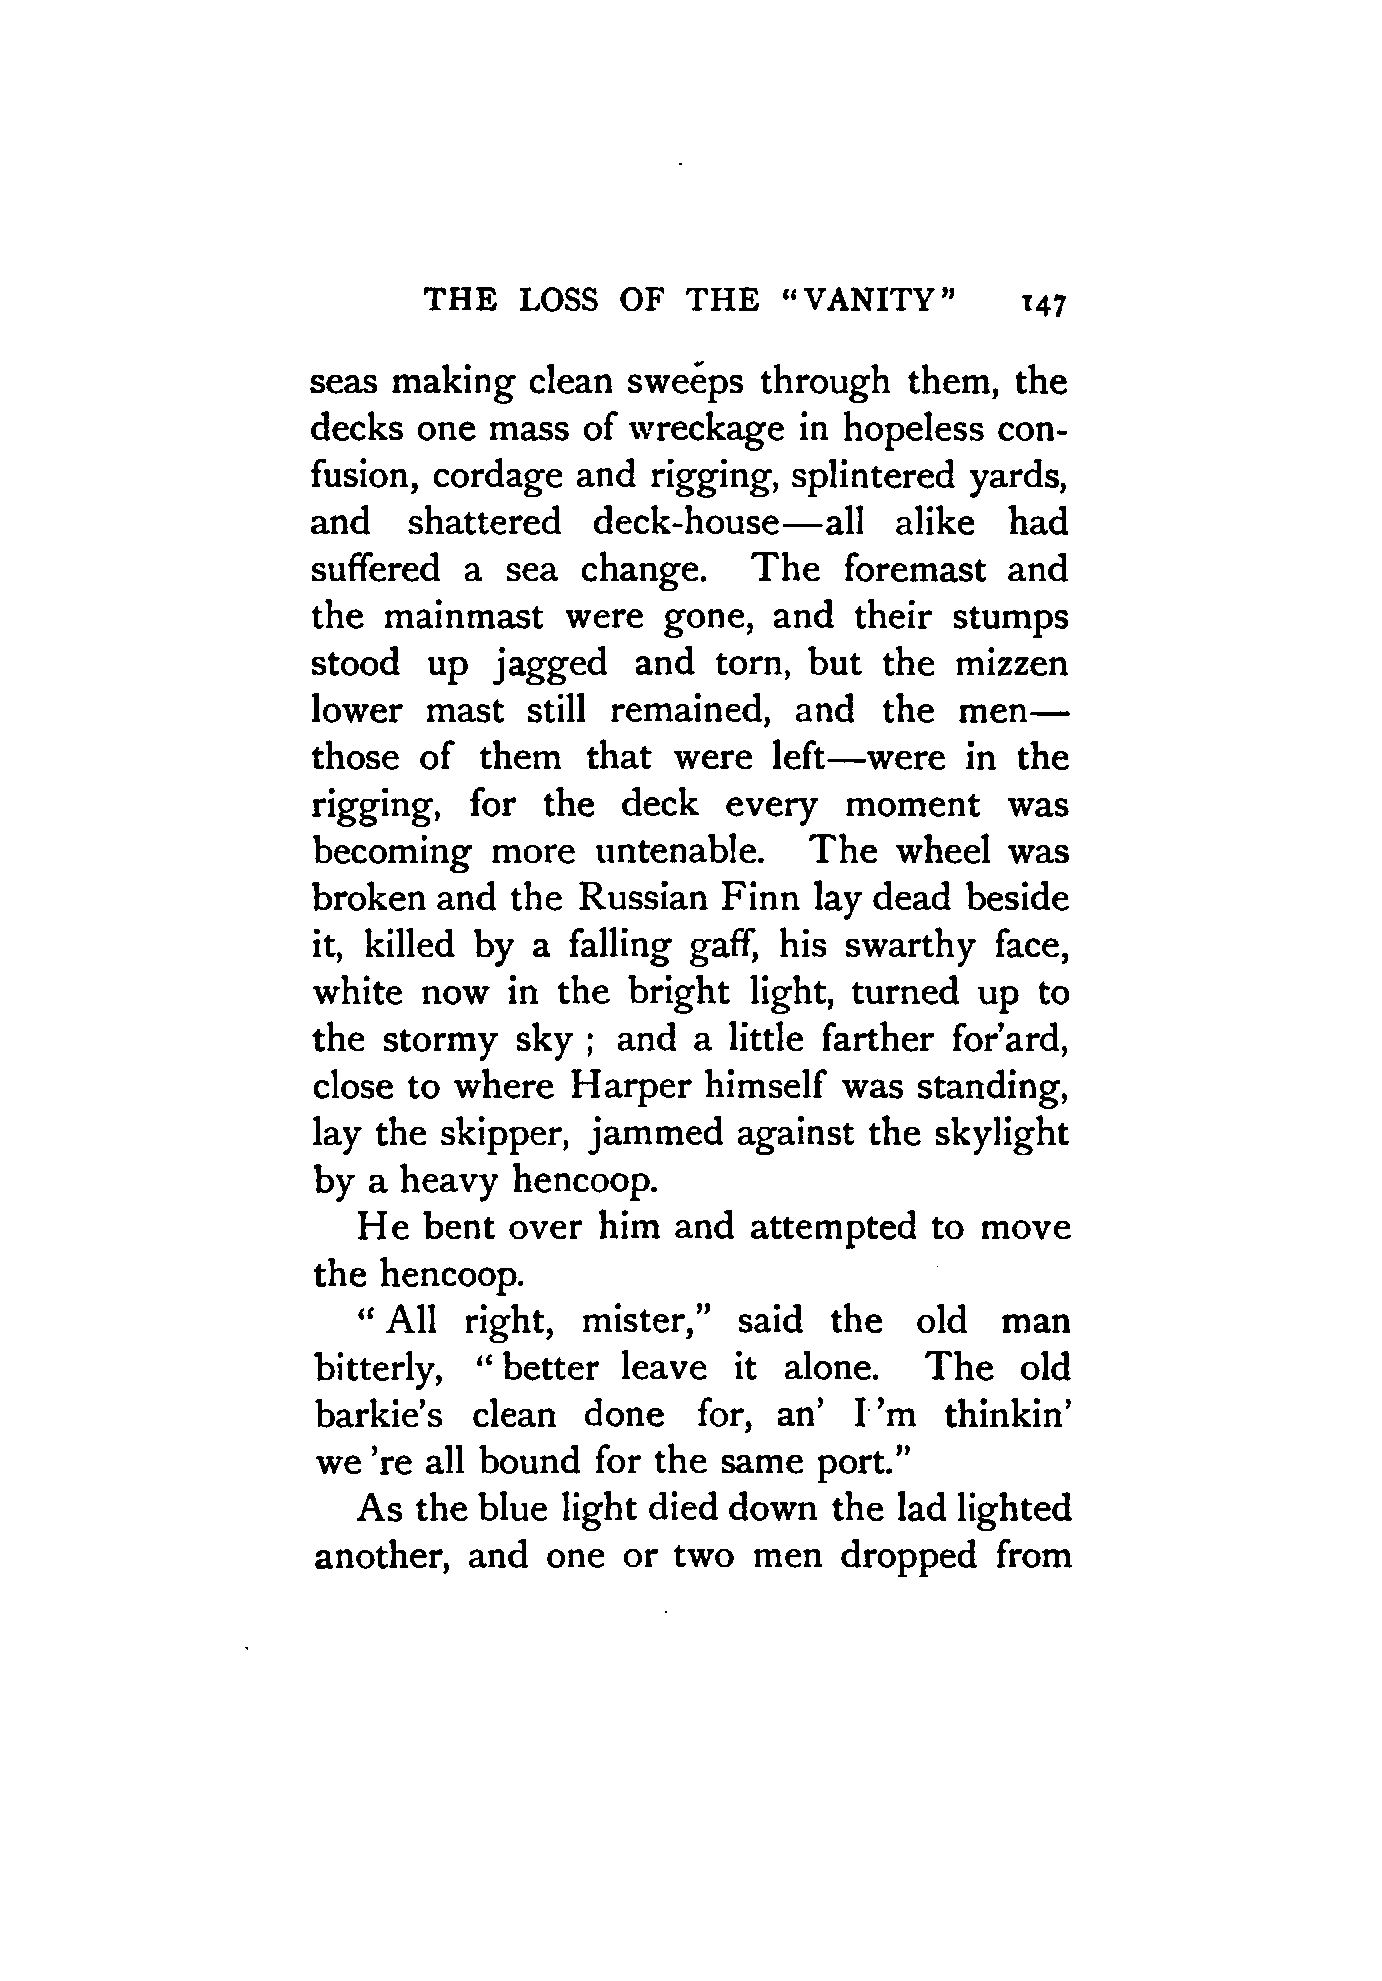 THE LOSS OF THE "VANITY" 147
seas making clean sweeps through them, the
decks one mass of wreckage in hopeless con-
fusion, cordage and rigging, splintered yards,
and shattered deck-house—all alike had
suffered a sea change. The foremast and
the mainmast were gone, and their stumps
stood up jagged and torn, but the mizzen
lower mast still remained, and the men—
those of them that were left—were in the
rigging, for the deck every moment was
becoming more untenable. The wheel was
broken and the Russian Finn lay dead beside
it, killed by a falling gaff, his swarthy face,
white now in the bright light, turned up to
the stormy sky ; and a little farther for'ard,
close to where Harper himself was standing,
lay the skipper, jammed against the skylight
by a heavy hencoop.
He bent over him and attempted to move
the hencoop.
" All right, mister," said the old man
bitterly, " better leave it alone. The old
barkie's clean done for, an' I 'm thinkin'
we 're all bound for the same port."
As the blue light died down the lad lighted
another, and one or two men dropped from